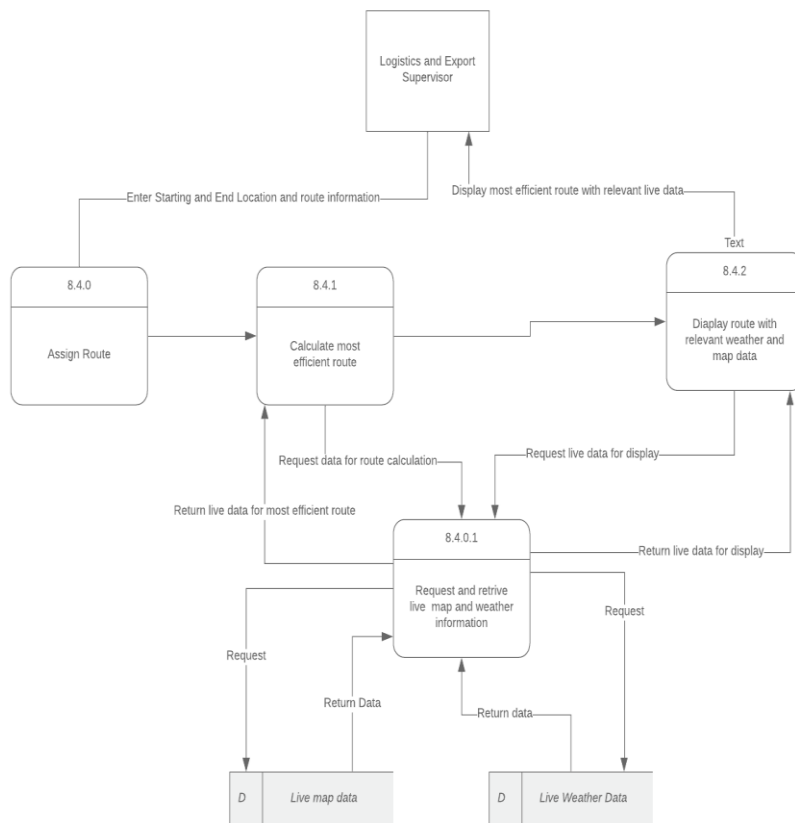 Logistics and Export
Supervisor
Enter Starting and End Location and route information
Display most efficient route with relevant live data
Text
8.4.0
Assign Route
8.4.1
Calculate most
efficient route
8.4.2
Diaplay route with
relevant weather and
map data
Request data for route calculation
Request live data for display
Return live data for most efficient route
8.4.0.1
Request and retrive
live map and weather
information
Return live data for display
Request
Request
Return Data
Return data
D
Live map data
D
Live Weather Data